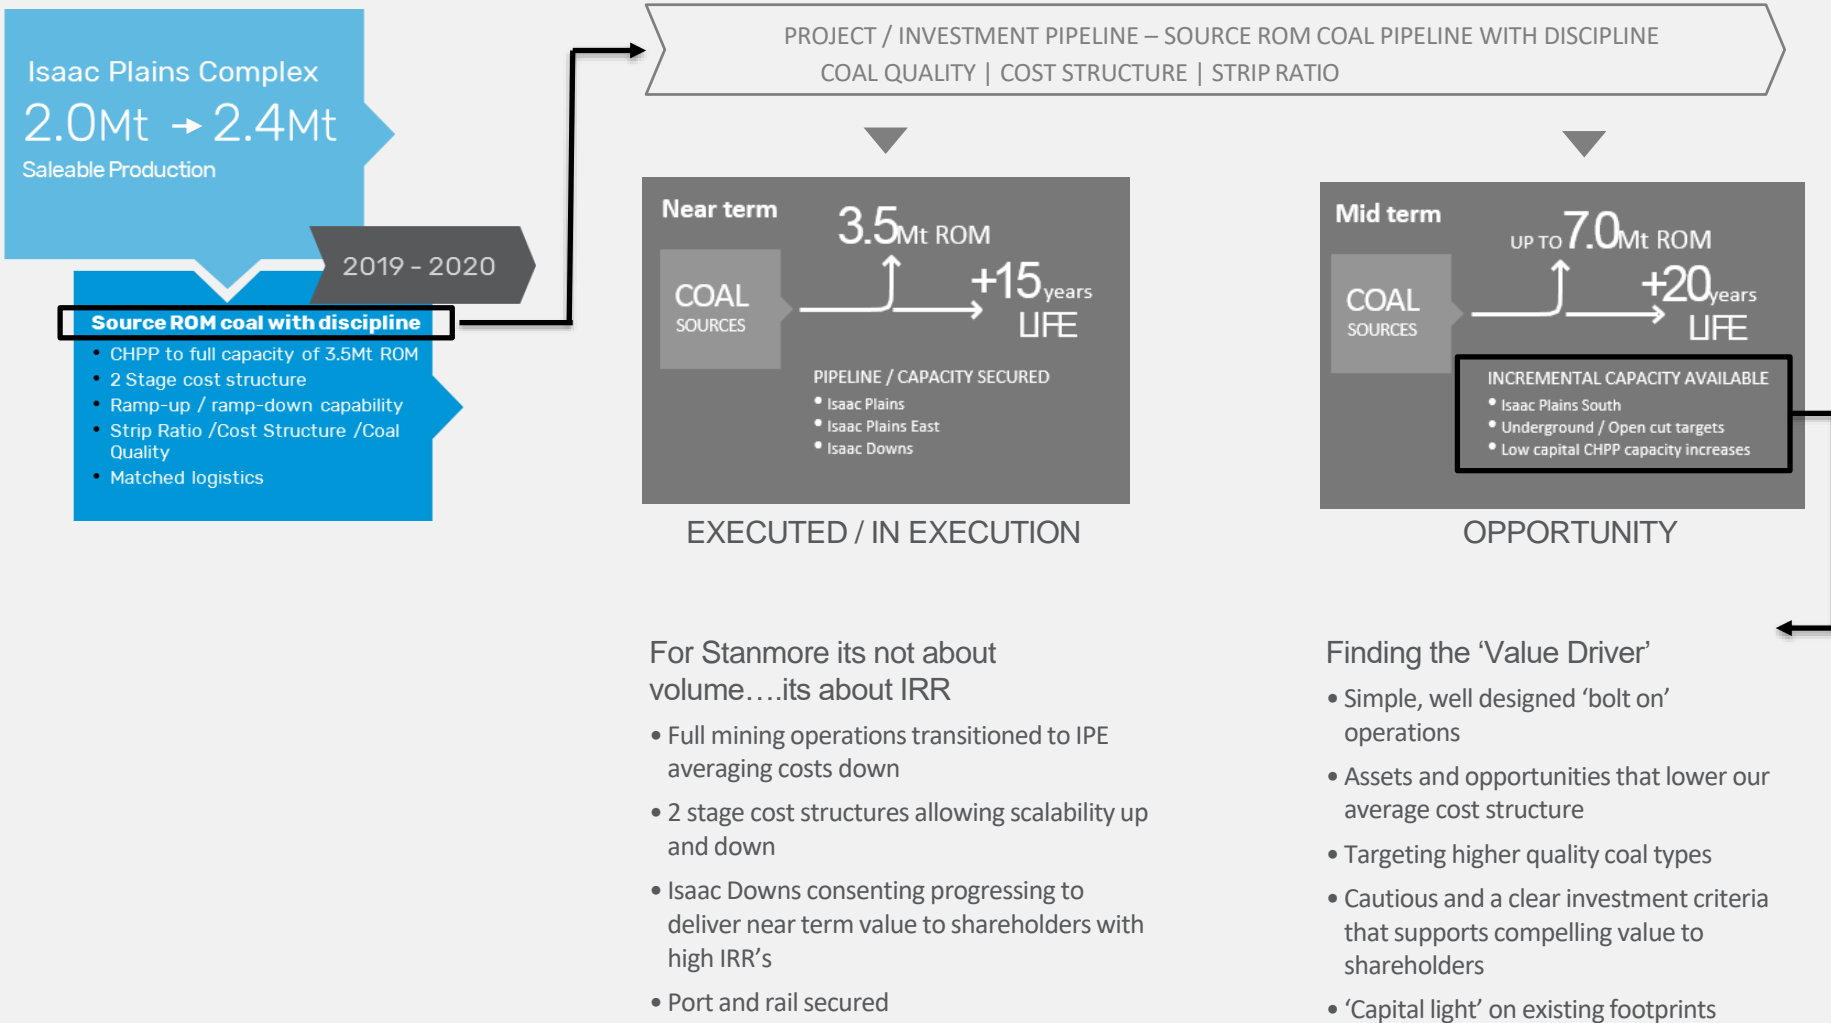 Isaac Plains Complex
2.0Mt → 2.4Mt
Saleable Production
2019 - 2020
Source ROM coal with discipline
• CHPP to full capacity of 3.5Mt ROM
• 2 Stage cost structure
• Ramp-up / ramp-down capability
• Strip Ratio /Cost Structure /Coal
Quality
• Matched logistics
PROJECT / INVESTMENT PIPELINE – SOURCE ROM COAL PIPELINE WITH DISCIPLINE
COAL QUALITY | COST STRUCTURE | STRIP RATIO
Near term
3.5Mt ROM
+15 years
LIFE
COAL
SOURCES
PIPELINE / CAPACITY SECURED
• Isaac Plains
• Isaac Plains East
• Isaac Downs
EXECUTED / IN EXECUTION
Mid term
UP TO 7.0Mt ROM
+20 years
LIFE
COAL
SOURCES
INCREMENTAL CAPACITY AVAILABLE
• Isaac Plains South
• Underground / Open cut targets
• Low capital CHPP capacity increases
OPPORTUNITY
For Stanmore its not about
volume….its about IRR
• Full mining operations transitioned to IPE
averaging costs down
• 2 stage cost structures allowing scalability up
and down
• Isaac Downs consenting progressing to
deliver near term value to shareholders with
high IRR’s
• Port and rail secured
Finding the ‘Value Driver’
• Simple, well designed ‘bolt on’
operations
• Assets and opportunities that lower our
average cost structure
• Targeting higher quality coal types
• Cautious and a clear investment criteria
that supports compelling value to
shareholders
• ‘Capital light’ on existing footprints